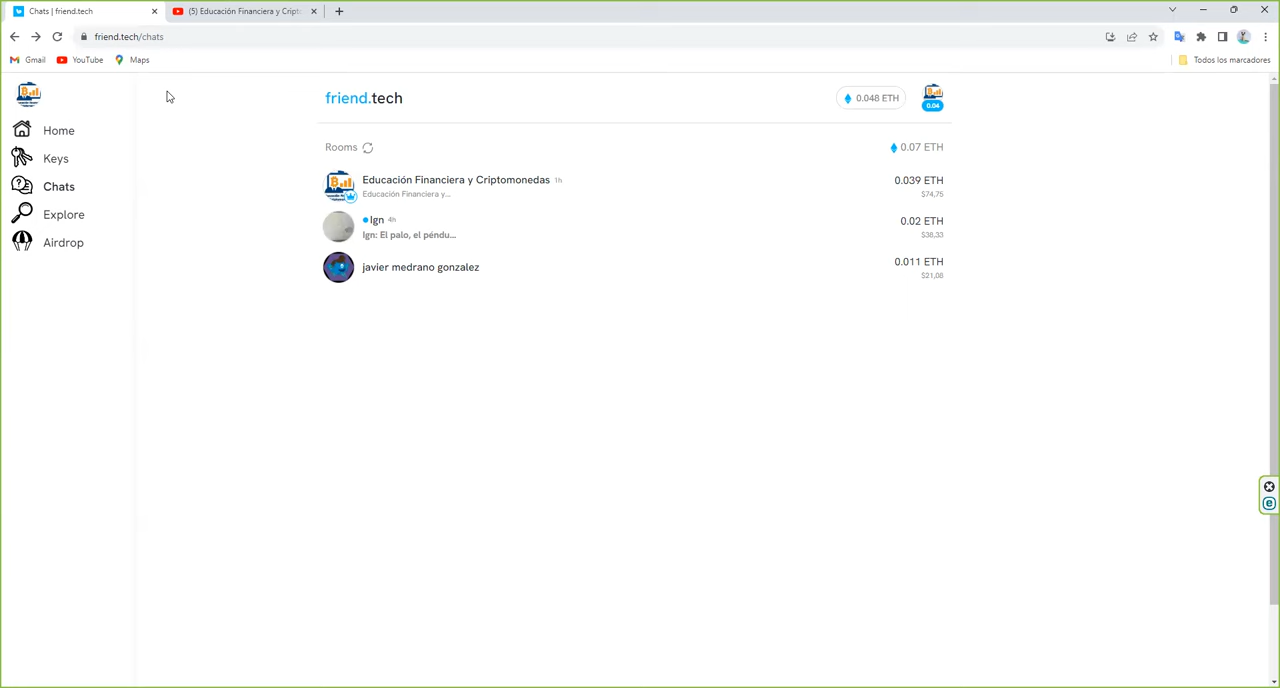 Chats | friend.tech
(5) Educación Financiera y Cripto
friend.tech/chats
Gmail
YouTube
Maps
Todos los marcadores
Home
Keys
Chats
Explore
Airdrop
friend.tech
0.048 ETH
0.04
Rooms
0.07 ETH
Educación Financiera y Criptomonedas 1h
Educación Financiera y...
0.039 ETH
$74,75
Ign 4h
Ign: El palo, el péndu...
0.02 ETH
$38,33
javier medrano gonzalez
0.011 ETH
$21,08